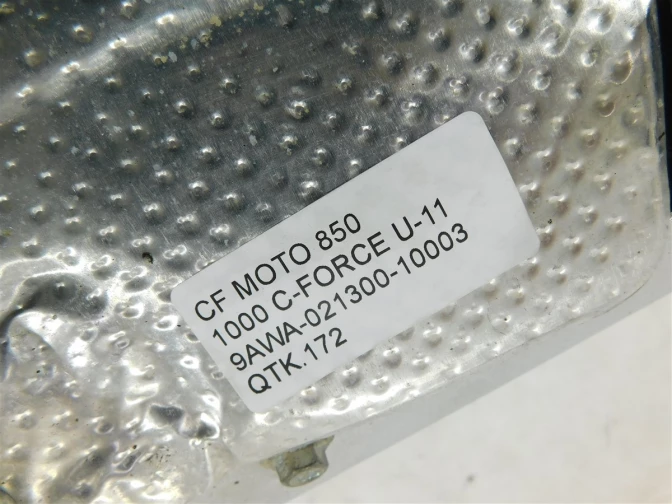 CF MOTO 850
1000 C-FORCE U-11
9AWA-021300-10003
QTK.172